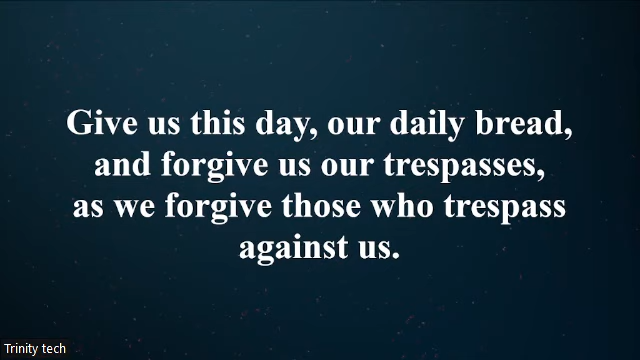 Give us this day, our daily bread,
and forgive us our trespasses,
as we forgive those who trespass
against us.
Trinity tech